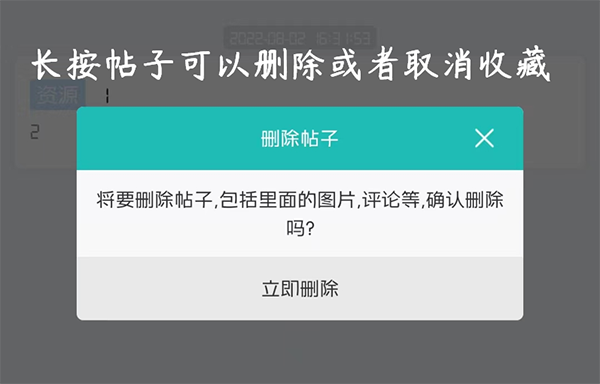 2022-08-02 16:31:53
长按帖子可以删除或者取消收藏
资源 1
2
删除帖子
将要删除帖子,包括里面的图片,评论等,确认删除
吗?
立即删除